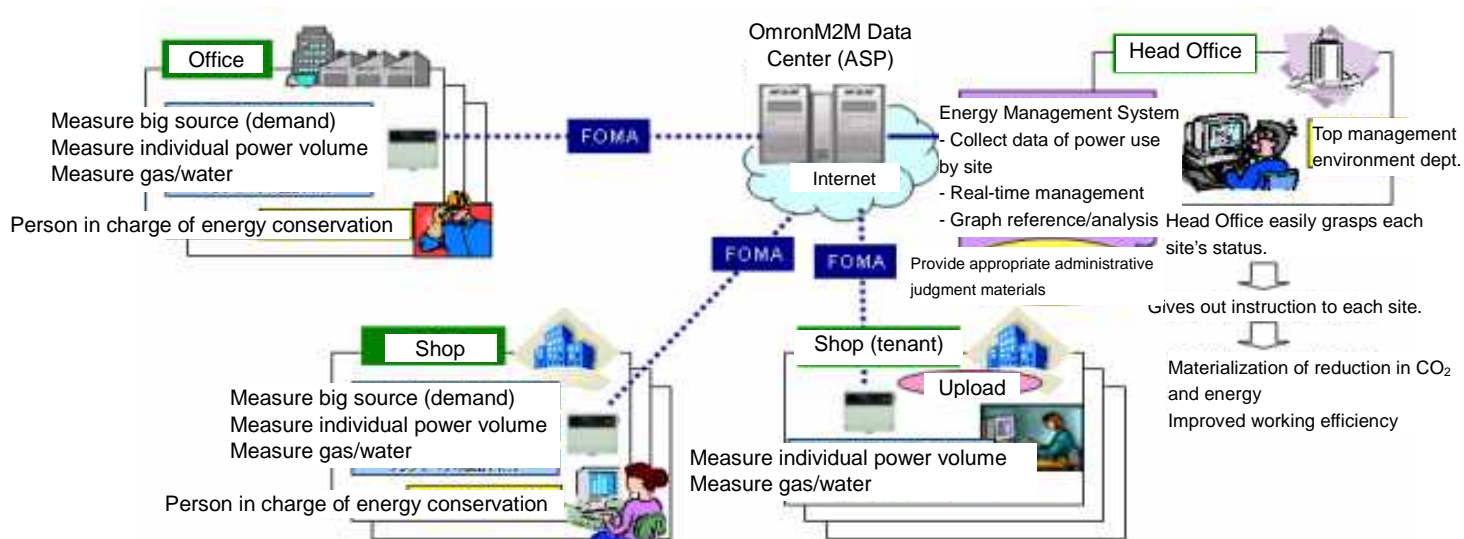 OmronM2M Data
Center (ASP)
Office
Measure big source (demand)
Measure individual power volume
Measure gas/water
Person in charge of energy conservation
FOMA
Internet
Head Office
Energy Management System
- Collect data of power use
by site
- Real-time management
- Graph reference/analysis
Top management
environment dept.
Head Office easily grasps each
site's status.
Provide appropriate administrative
judgment materials
Gives out instruction to each site.
Materialization of reduction in CO₂
and energy
Improved working efficiency
FOMA
FOMA
Shop
Measure big source (demand)
Measure individual power volume
Measure gas/water
Person in charge of energy conservation
Shop (tenant)
Upload
Measure individual power volume
Measure gas/water